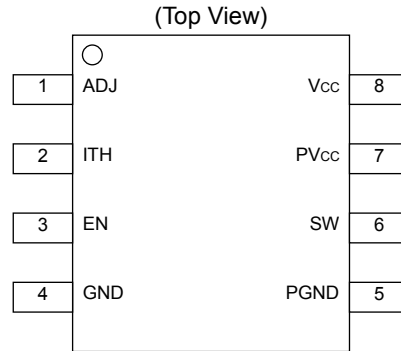 (Top View)
1 ADJ Vcc 8
2 ITH PVcc 7
3 EN SW 6
4 GND PGND 5